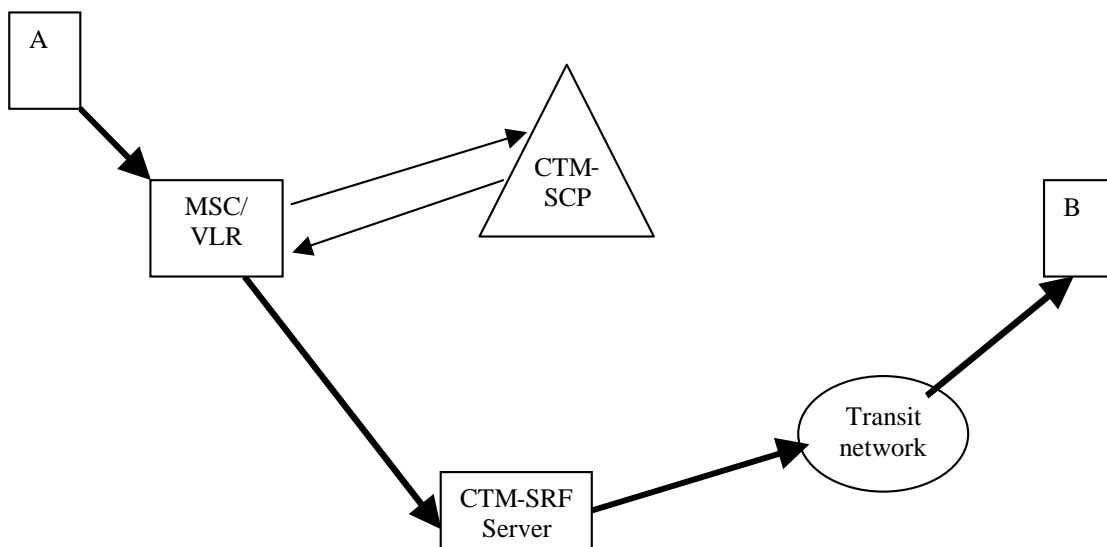 A
CTM-
SCP
MSC/
VLR
B
Transit
network
CTM-SRF
Server